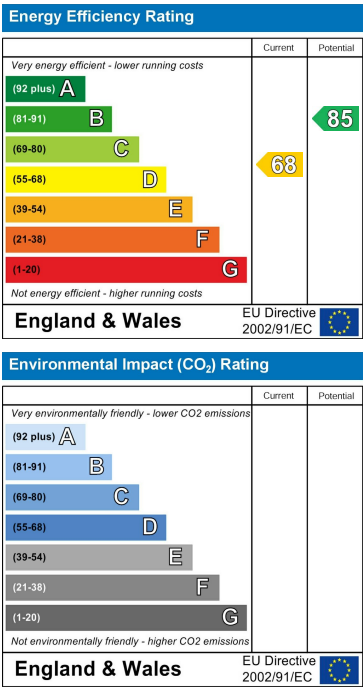 Energy Efficiency Rating
Current Potential
Very energy efficient - lower running costs
(92 plus) A
(81-91) B
(69-80) C
(55-68) D
(39-54) E
(21-38) F
(1-20) G
68
85
Not energy efficient - higher running costs
England & Wales
EU Directive
2002/91/EC
Environmental Impact (CO₂) Rating
Current Potential
Very environmentally friendly - lower CO2 emissions
(92 plus) A
(81-91) B
(69-80) C
(55-68) D
(39-54) E
(21-38) F
(1-20) G
Not environmentally friendly - higher CO2 emissions
England & Wales
EU Directive
2002/91/EC